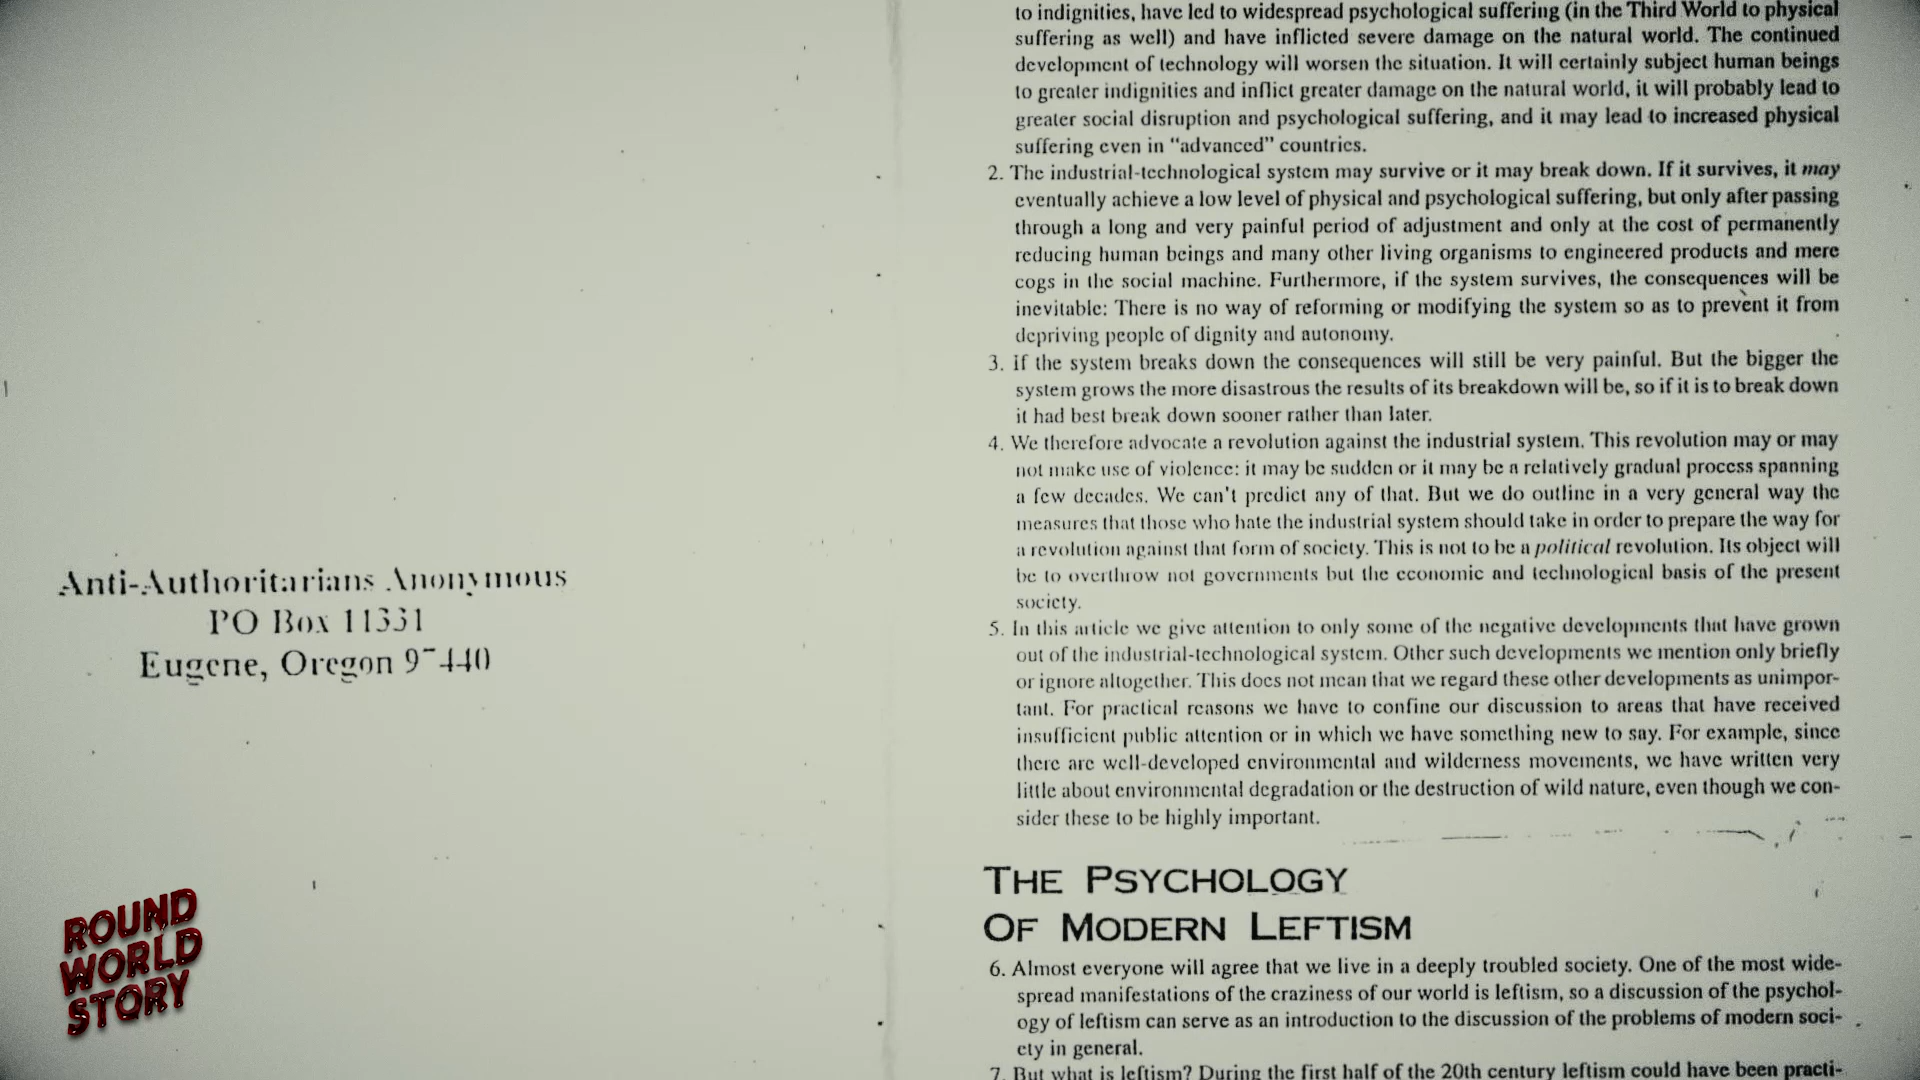 Anti-Authoritarians Anonymous
PO Box 11331
Eugene, Oregon 97440
ROUND
WORLD
STORY
to indignities, have led to widespread psychological suffering (in the Third World to physical
suffering as well) and have inflicted severe damage on the natural world. The continued
development of technology will worsen the situation. It will certainly subject human beings
to greater indignities and inflict greater damage on the natural world, it will probably lead to
greater social disruption and psychological suffering, and it may lead to increased physical
suffering even in "advanced" countries.
2. The industrial-technological system may survive or it may break down. If it survives, it may
eventually achieve a low level of physical and psychological suffering, but only after passing
through a long and very painful period of adjustment and only at the cost of permanently
reducing human beings and many other living organisms to engineered products and mere
cogs in the social machine. Furthermore, if the system survives, the consequences will be
inevitable: There is no way of reforming or modifying the system so as to prevent it from
depriving people of dignity and autonomy.
3. if the system breaks down the consequences will still be very painful. But the bigger the
system grows the more disastrous the results of its breakdown will be, so if it is to break down
it had best break down sooner rather than later.
4. We therefore advocate a revolution against the industrial system. This revolution may or may
not make use of violence: it may be sudden or it may be a relatively gradual process spanning
a few decades. We can't predict any of that. But we do outline in a very general way the
measures that those who hate the industrial system should take in order to prepare the way for
a revolution against that form of society. This is not to be a political revolution. Its object will
be to overthrow not governments but the economic and technological basis of the present
society.
5. In this article we give attention to only some of the negative developments that have grown
out of the industrial-technological system. Other such developments we mention only briefly
or ignore altogether. This does not mean that we regard these other developments as unimpor-
tant. For practical reasons we have to confine our discussion to areas that have received
insufficient public attention or in which we have something new to say. For example, since
there are well-developed environmental and wilderness movements, we have written very
little about environmental degradation or the destruction of wild nature, even though we con-
sider these to be highly important.
THE PSYCHOLOGY
OF MODERN LEFTISM
6. Almost everyone will agree that we live in a deeply troubled society. One of the most wide-
spread manifestations of the craziness of our world is leftism, so a discussion of the psychol-
ogy of leftism can serve as an introduction to the discussion of the problems of modern soci-
ety in general.
7. But what is leftism? During the first half of the 20th century leftism could have been practi-